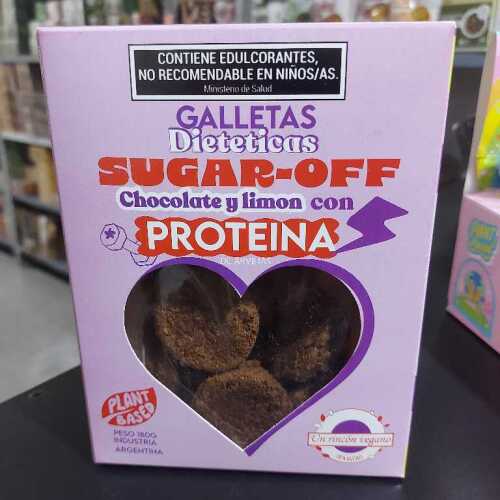 CONTIENE EDULCORANTES,
NO RECOMENDABLE EN NIÑOS/AS.
Ministerio de Salud
GALLETAS
Dieteticas
SUGAR-OFF
Chocolate y limon con
PROTEINA
DE ARVEJAS
PLANT
BASED
PESO 180G
INDUSTRIA
ARGENTINA
Un rincón vegano